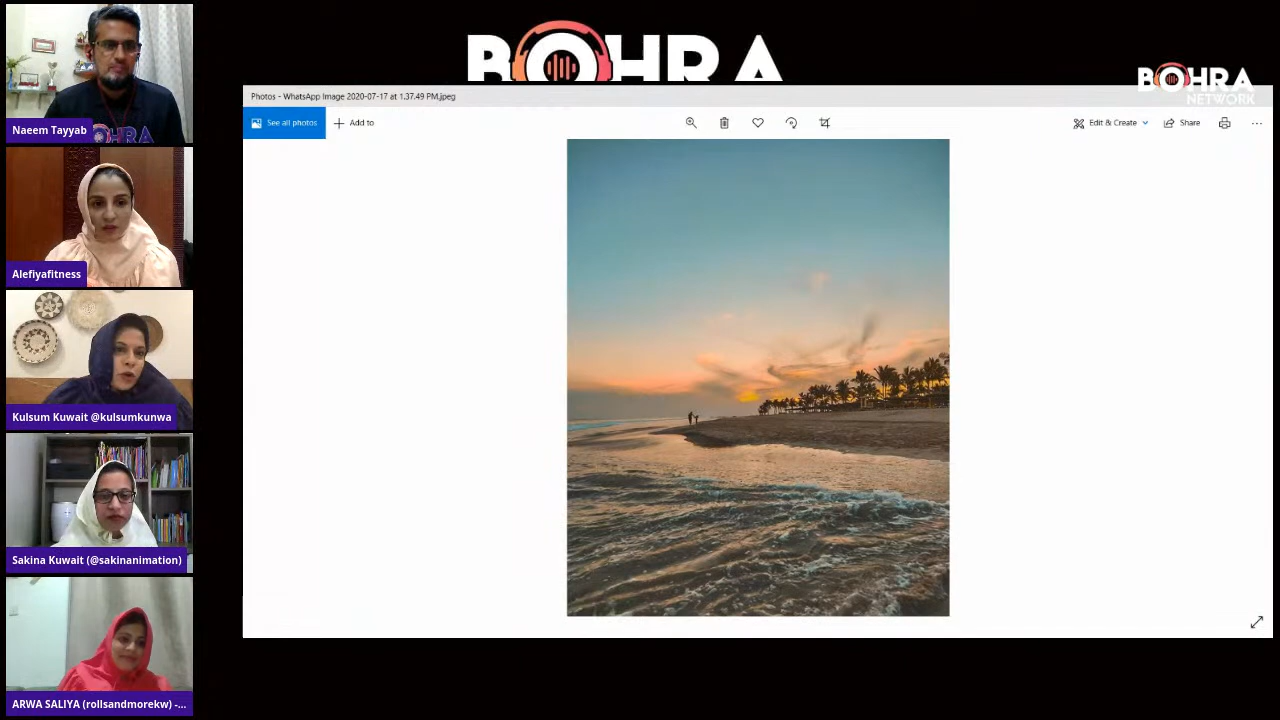 BOHRA
BOHRA
NETWORK
Photos - WhatsApp Image 2020-07-17 at 1.37.49 PM.jpeg
See all photos
Add to
Edit & Create
Share
Naeem Tayyab
Alefiyafitness
Kulsum Kuwait @kulsumkunwa
Sakina Kuwait (@sakinanimation)
ARWA SALIYA (rollsandmorekw) -...